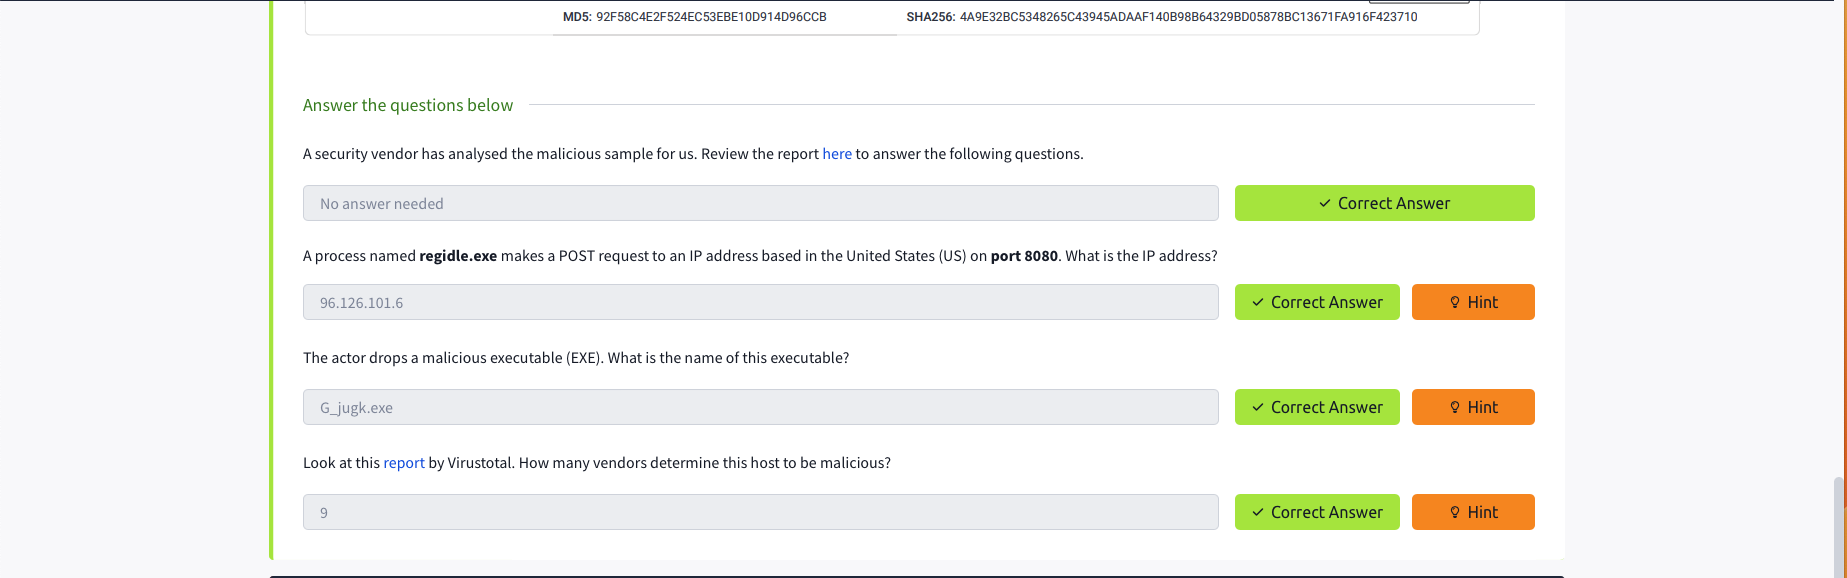 MD5: 92F58C4E2F524EC53EBE10D914D96CCB SHA256: 4A9E32BC5348265C43945ADAAF140B98B64329BD05878BC13671FA916F423710
Answer the questions below
A security vendor has analysed the malicious sample for us. Review the report here to answer the following questions.
No answer needed Correct Answer
A process named regidle.exe makes a POST request to an IP address based in the United States (US) on port 8080. What is the IP address?
96.126.101.6 Correct Answer Hint
The actor drops a malicious executable (EXE). What is the name of this executable?
G_jugk.exe Correct Answer Hint
Look at this report by Virustotal. How many vendors determine this host to be malicious?
9 Correct Answer Hint